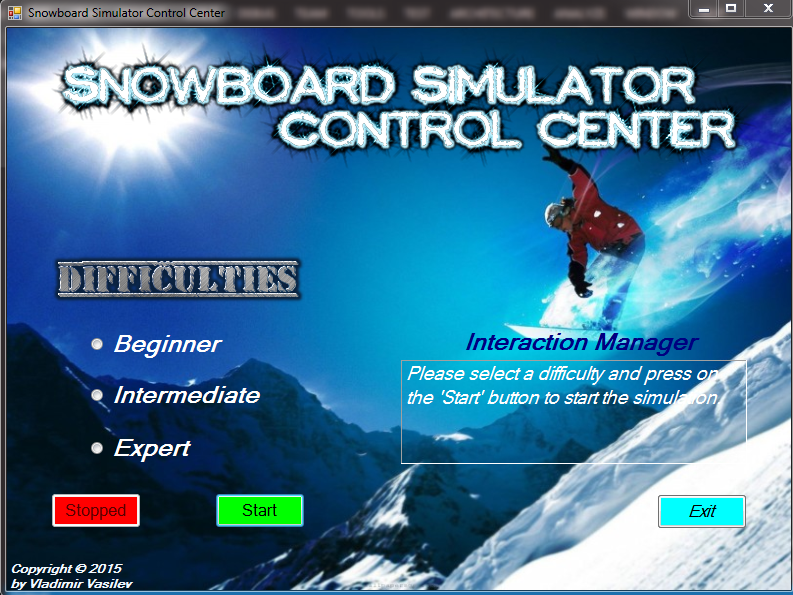 Snowboard Simulator Control Center
Snowboard Simulator
Control Center
DIFFICULTIES
Beginner
Intermediate
Expert
Interaction Manager
Please select a difficulty and press on
the 'Start' button to start the simulation.
Stopped
Start
Exit
Copyright © 2015
by Vladimir Vasilev